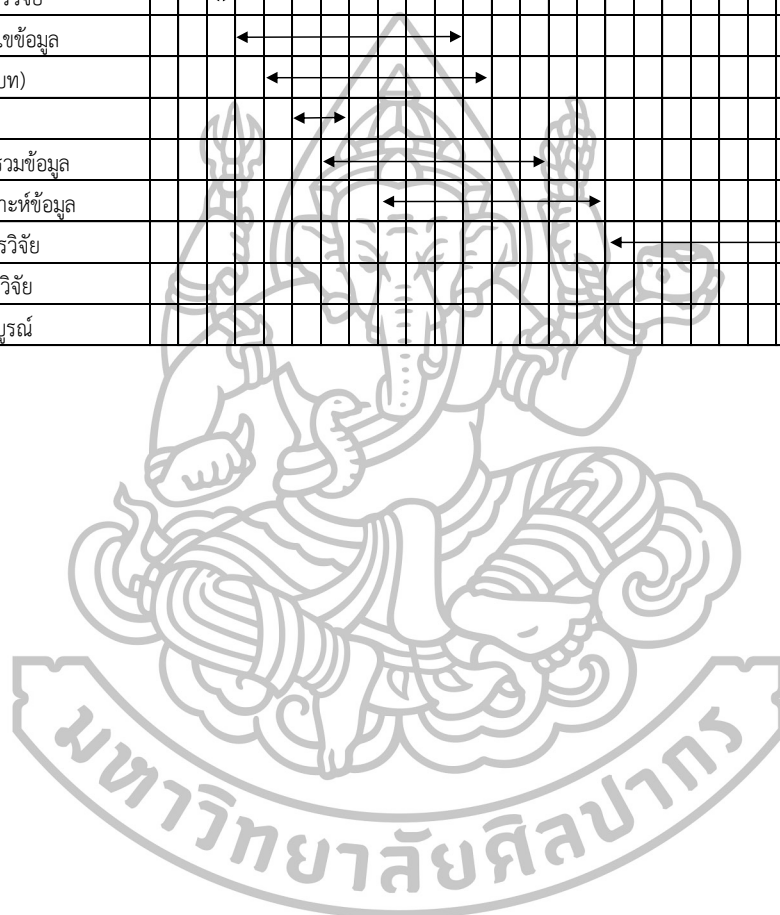 ขข้อมูล
บท)
รวมข้อมูล
าะห์ข้อมูล
รวิจัย
วิจัย
บูรณ์
มหาวิทยาลัยศิลปากร